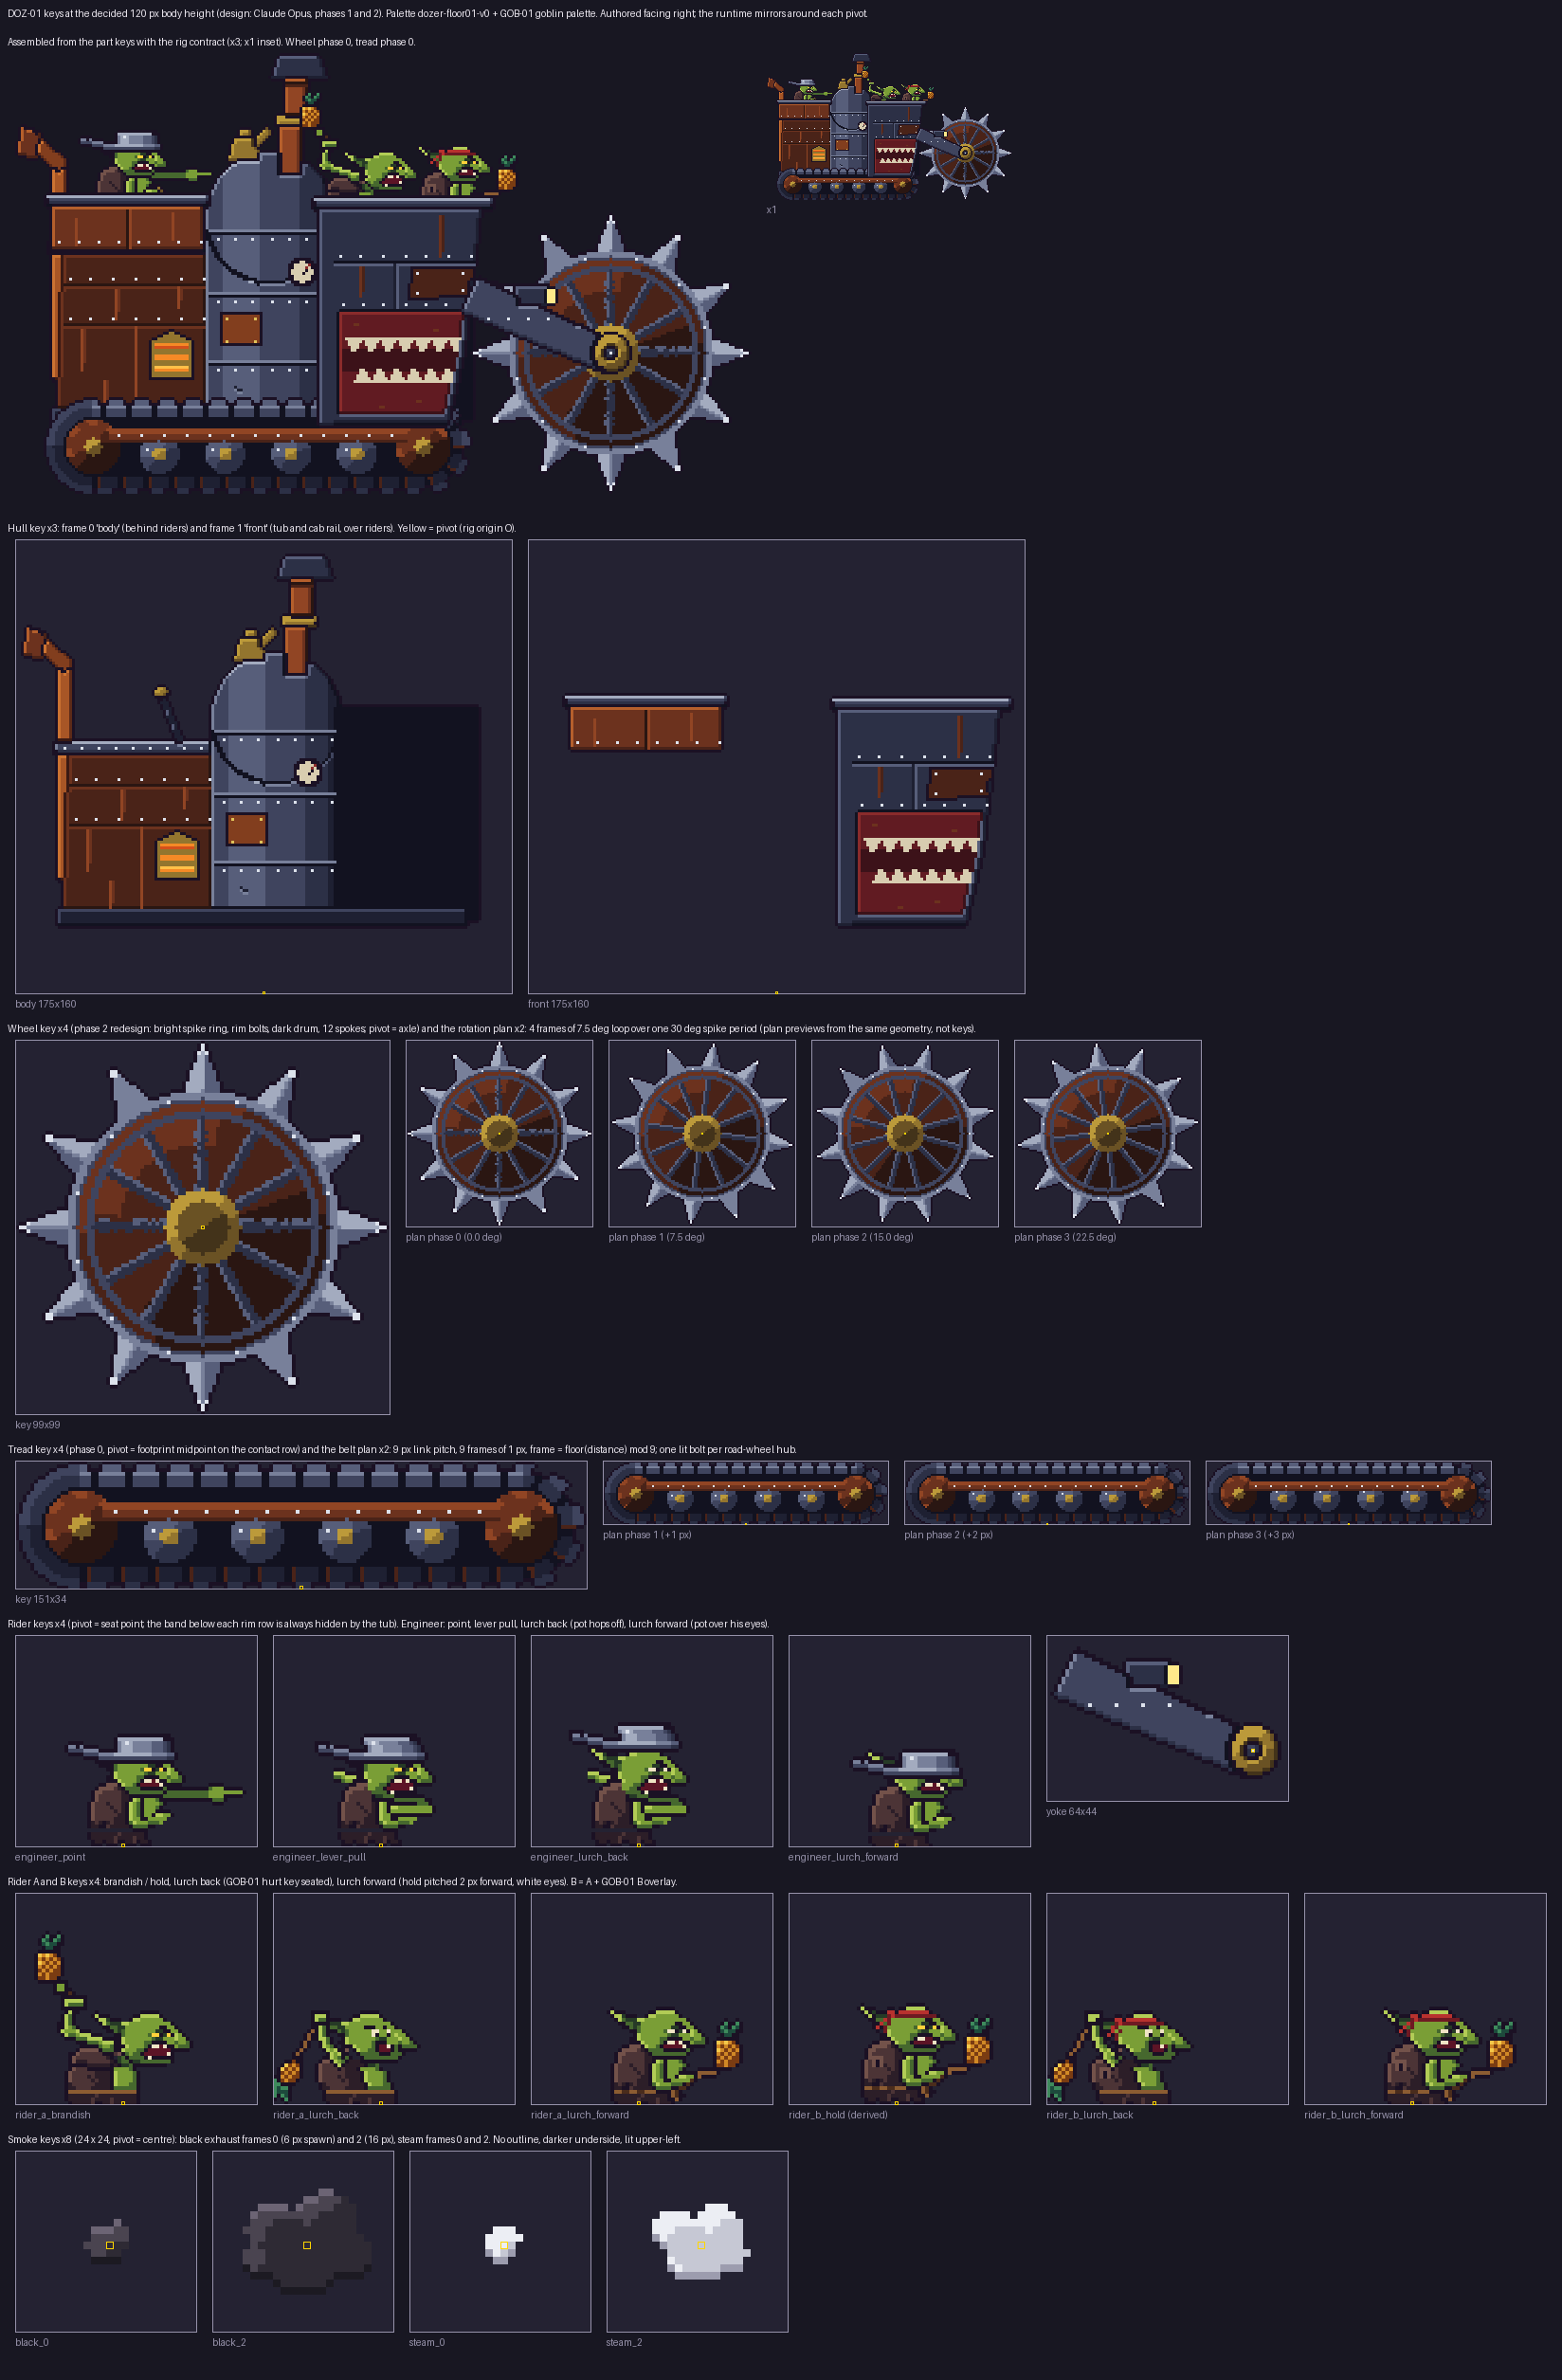 DOZ-01 keys at the decided 120 px body height (design: Claude Opus, phases 1 and 2). Palette dozer-floor01-v0 + GOB-01 goblin palette. Authored facing right; the runtime mirrors around each pivot.
Assembled from the part keys with the rig contract (x3; x1 inset). Wheel phase 0, tread phase 0.
x1
Hull key x3: frame 0 'body' (behind riders) and frame 1 'front' (tub and cab rail, over riders). Yellow = pivot (rig origin O).
body 175x160
front 175x160
Wheel key x4 (phase 2 redesign: bright spike ring, rim bolts, dark drum, 12 spokes; pivot = axle) and the rotation plan x2: 4 frames of 7.5 deg loop over one 30 deg spike period (plan previews from the same geometry, not keys).
plan phase 0 (0.0 deg)
plan phase 1 (7.5 deg)
plan phase 2 (15.0 deg)
plan phase 3 (22.5 deg)
key 99x99
Tread key x4 (phase 0, pivot = footprint midpoint on the contact row) and the belt plan x2: 9 px link pitch, 9 frames of 1 px, frame = floor(distance) mod 9; one lit bolt per road-wheel hub.
plan phase 1 (+1 px)
plan phase 2 (+2 px)
plan phase 3 (+3 px)
key 151x34
Rider keys x4 (pivot = seat point; the band below each rim row is always hidden by the tub). Engineer: point, lever pull, lurch back (pot hops off), lurch forward (pot over his eyes).
yoke 64x44
engineer_point
engineer_lever_pull
engineer_lurch_back
engineer_lurch_forward
Rider A and B keys x4: brandish / hold, lurch back (GOB-01 hurt key seated), lurch forward (hold pitched 2 px forward, white eyes). B = A + GOB-01 B overlay.
rider_a_brandish
rider_a_lurch_back
rider_a_lurch_forward
rider_b_hold (derived)
rider_b_lurch_back
rider_b_lurch_forward
Smoke keys x8 (24 x 24, pivot = centre): black exhaust frames 0 (6 px spawn) and 2 (16 px), steam frames 0 and 2. No outline, darker underside, lit upper-left.
black_0
black_2
steam_0
steam_2